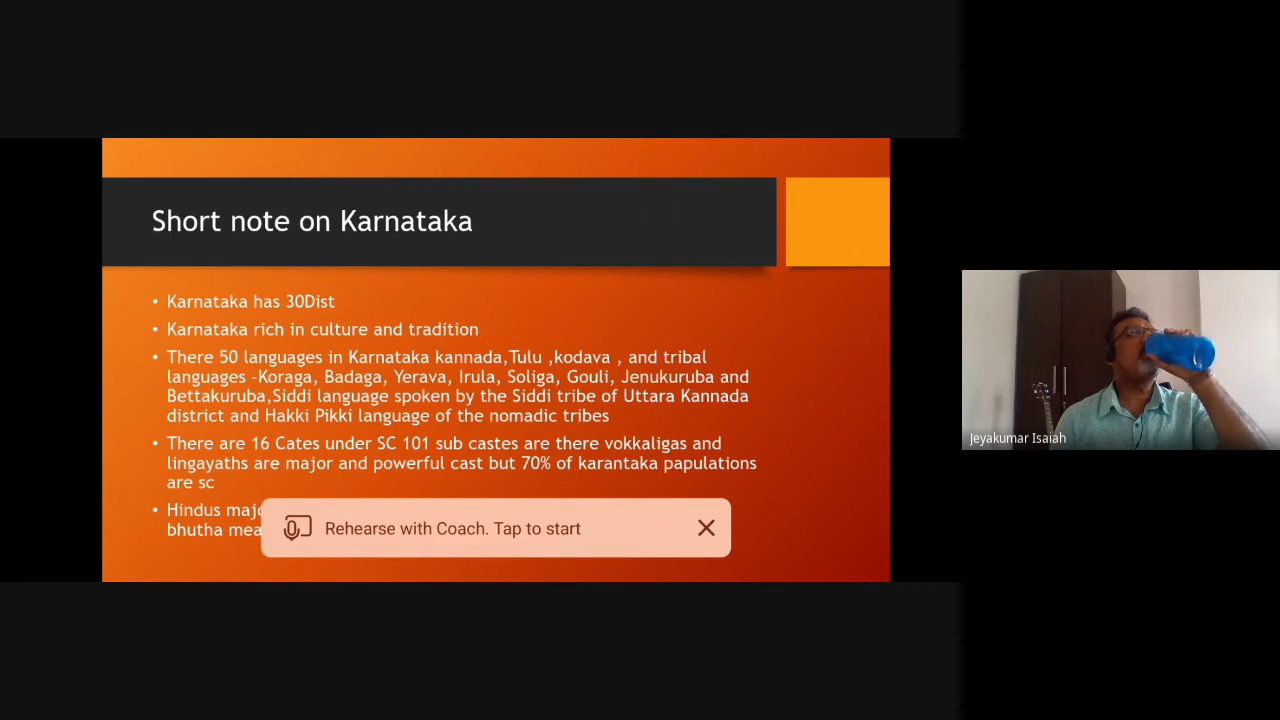 Short note on Karnataka
• Karnataka has 30Dist
• Karnataka rich in culture and tradition
• There 50 languages in Karnataka kannada,Tulu ,kodava , and tribal
languages -Koraga, Badaga, Yerava, Irula, Soliga, Gouli, Jenukuruba and
Bettakuruba,Siddi language spoken by the Siddi tribe of Uttara Kannada
district and Hakki Pikki language of the nomadic tribes
• There are 16 Cates under SC 101 sub castes are there vokkaligas and
lingayaths are major and powerful cast but 70% of karantaka papulations
are sc
• Hindus
bhutha
Rehearse with Coach. Tap to start
Jeyakumar Isaiah